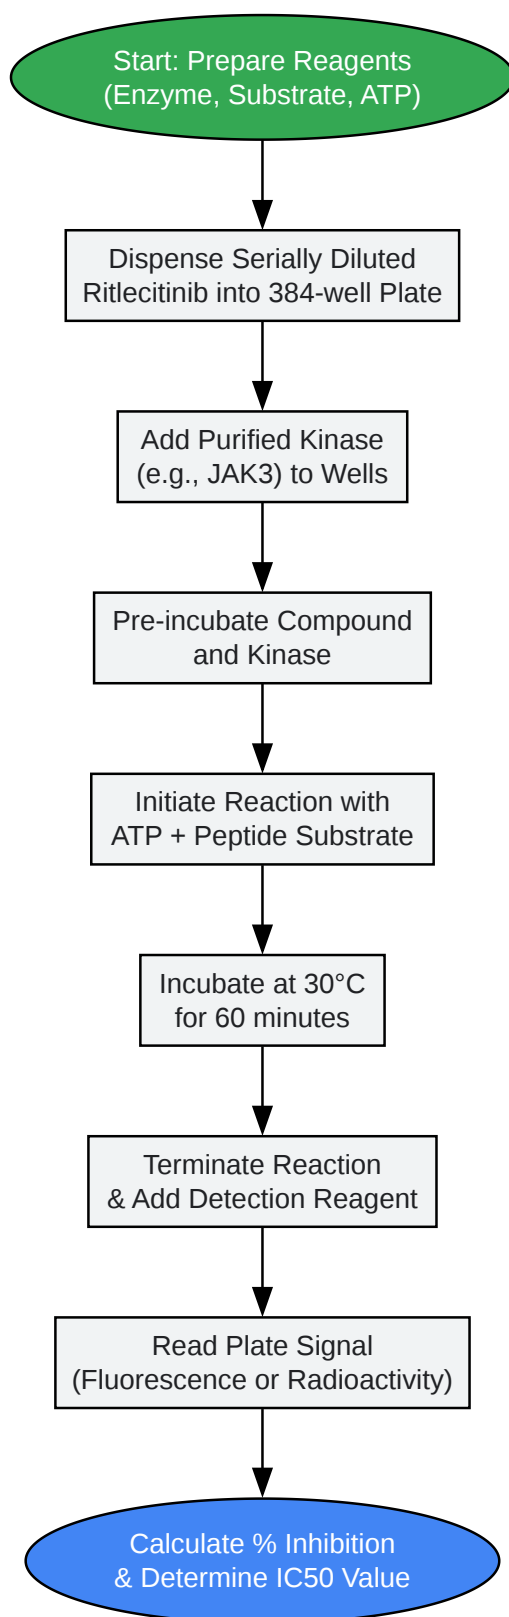 Start: Prepare Reagents
(Enzyme, Substrate, ATP)
Dispense Serially Diluted
Ritlecitinib into 384-well Plate
Add Purified Kinase
(e.g., JAK3) to Wells
Pre-incubate Compound
and Kinase
Initiate Reaction with
ATP + Peptide Substrate
Incubate at 30°C
for 60 minutes
Terminate Reaction
& Add Detection Reagent
Read Plate Signal
(Fluorescence or Radioactivity)
Calculate % Inhibition
& Determine IC50 Value